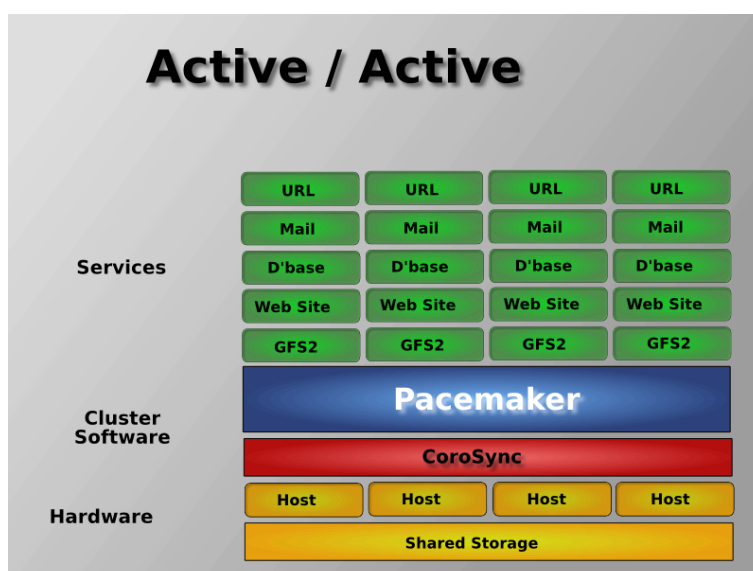 Active / Active
URL URL URL URL
Mail Mail Mail Mail
Services
D'base D'base D'base D'base
Web Site Web Site Web Site Web Site
GFS2 GFS2 GFS2 GFS2
Pacemaker
Cluster
Software
CoroSync
Host Host Host Host
Hardware
Shared Storage